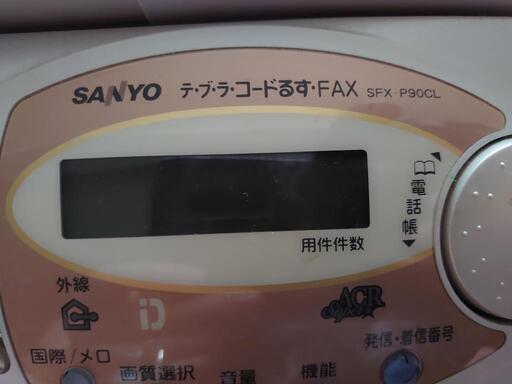 SANYO テ・ブ・ラ・コードるす・FAX SFX-P90CL
電話帳
用件件数
外線
ACR
Super
発信・着信番号
国際/メロ
画質選択
音量
機能